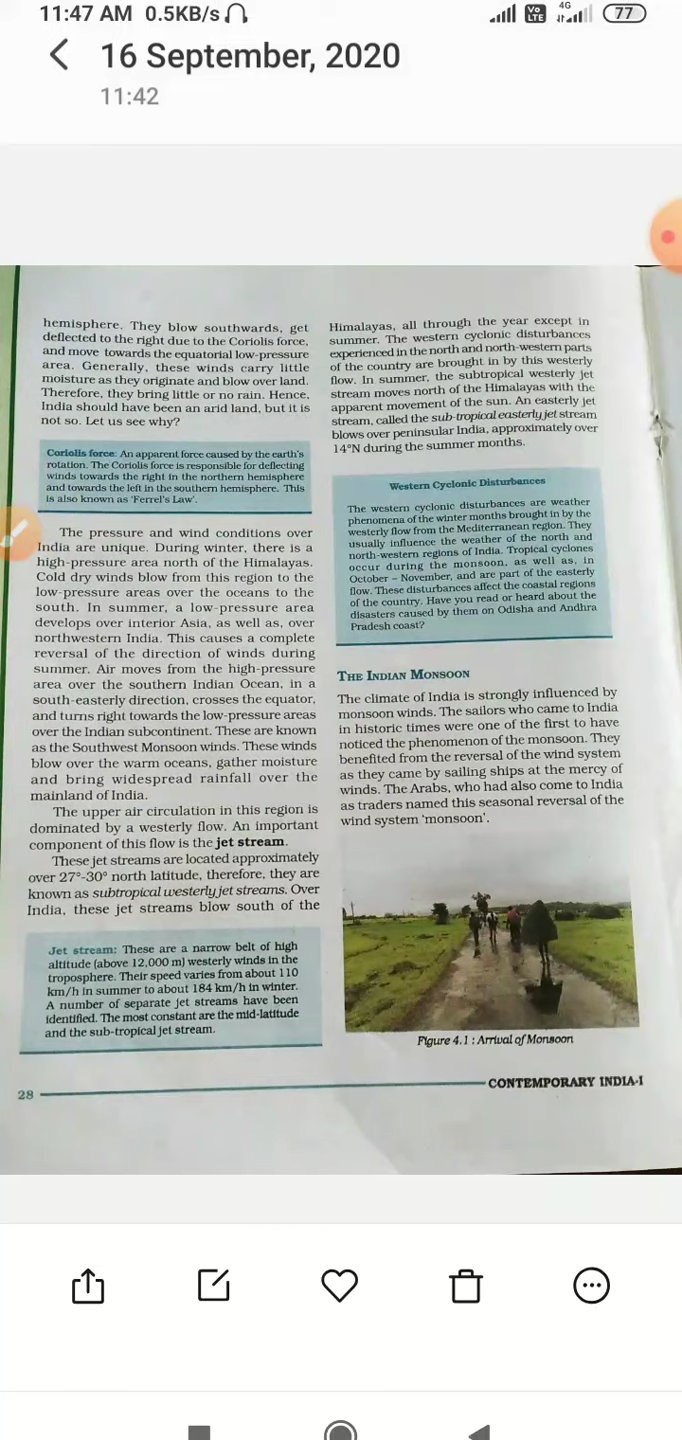 11:47 AM 0.5KB/s
Vo LTE 4G 77
16 September, 2020
11:42
hemisphere. They blow southwards, get
deflected to the right due to the Coriolis force,
and move towards the equatorial low-pressure
area. Generally, these winds carry little
moisture as they originate and blow over land.
Therefore, they bring little or no rain. Hence,
India should have been an arid land, but it is
not so. Let us see why?
Coriolis force: An apparent force caused by the earth's
rotation. The Coriolis force is responsible for deflecting
winds towards the right in the northern hemisphere
and towards the left in the southern hemisphere. This
is also known as 'Ferrel's Law'.
The pressure and wind conditions over
India are unique. During winter, there is a
high-pressure area north of the Himalayas.
Cold dry winds blow from this region to the
low-pressure areas over the oceans to the
south. In summer, a low-pressure area
develops over interior Asia, as well as, over
northwestern India. This causes a complete
reversal of the direction of winds during
summer. Air moves from the high-pressure
area over the southern Indian Ocean, in a
south-easterly direction, crosses the equator,
and turns right towards the low-pressure areas
over the Indian subcontinent. These are known
as the Southwest Monsoon winds. These winds
blow over the warm oceans, gather moisture
and bring widespread rainfall over the
mainland of India.
The upper air circulation in this region is
dominated by a westerly flow. An important
component of this flow is the jet stream.
These jet streams are located approximately
over 27°-30° north latitude, therefore, they are
known as subtropical westerly jet streams. Over
India, these jet streams blow south of the
Jet stream: These are a narrow belt of high
altitude (above 12,000 m) westerly winds in the
troposphere. Their speed varies from about 110
km/h in summer to about 184 km/h in winter.
A number of separate jet streams have been
identified. The most constant are the mid-latitude
and the sub-tropical jet stream.
Himalayas, all through the year except in
summer. The western cyclonic disturbances
experienced in the north and north-western parts
of the country are brought in by this westerly
flow. In summer, the subtropical westerly jet
stream moves north of the Himalayas with the
apparent movement of the sun. An easterly jet
stream, called the sub-tropical easterly jet stream
blows over peninsular India, approximately over
14°N during the summer months.
Western Cyclonic Disturbances
The western cyclonic disturbances are weather
phenomena of the winter months brought in by the
westerly flow from the Mediterranean region. They
usually influence the weather of the north and
north-western regions of India. Tropical cyclones
occur during the monsoon, as well as, in
October – November, and are part of the easterly
flow. These disturbances affect the coastal regions
of the country. Have you read or heard about the
disasters caused by them on Odisha and Andhra
Pradesh coast?
THE INDIAN MONSOON
The climate of India is strongly influenced by
monsoon winds. The sailors who came to India
in historic times were one of the first to have
noticed the phenomenon of the monsoon. They
benefited from the reversal of the wind system
as they came by sailing ships at the mercy of
winds. The Arabs, who had also come to India
as traders named this seasonal reversal of the
wind system 'monsoon'.
Figure 4.1 : Arrival of Monsoon
28
CONTEMPORARY INDIA-I